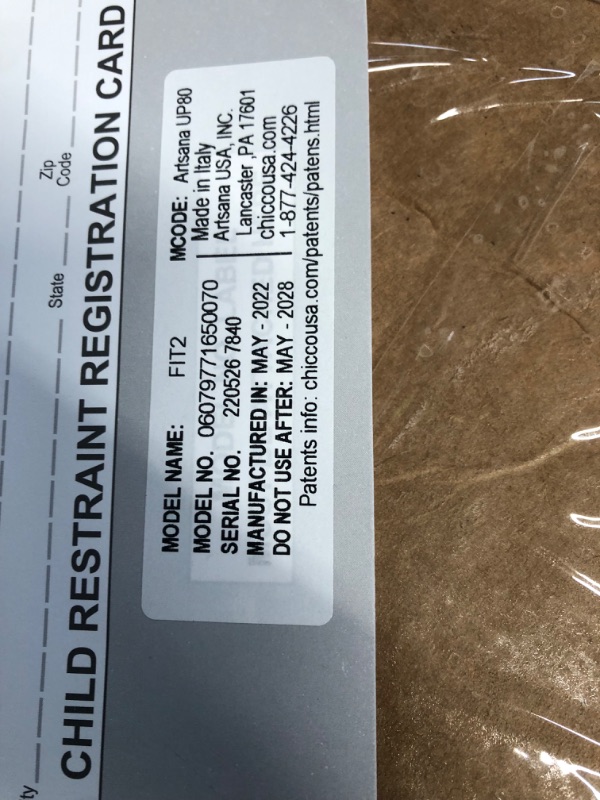 ty
State
Zip
Code
CHILD RESTRAINT REGISTRATION CARD
MODEL NAME: FIT2 MCODE: Artsana UP80
MODEL NO. 06079771650070 Made in Italy
SERIAL NO. 220526 7840 Artsana USA, INC.
MANUFACTURED IN: MAY - 2022 Lancaster ,PA 17601
DO NOT USE AFTER: MAY - 2028 chiccousa.com
1-877-424-4226
Patents info: chiccousa.com/patents/patens.html